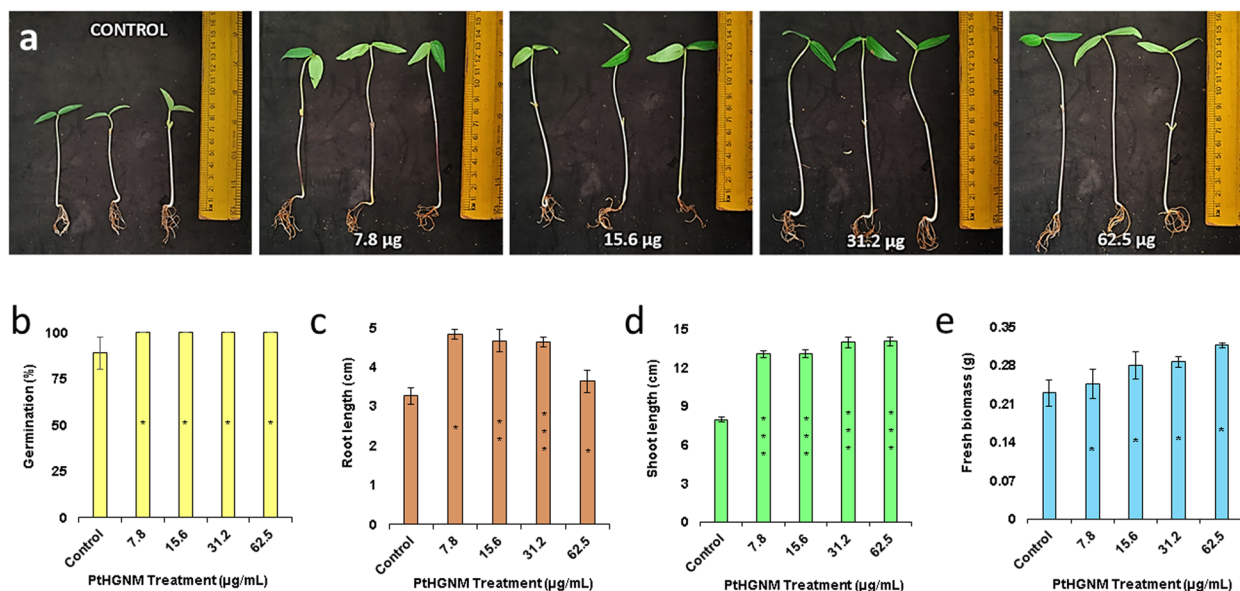 a
CONTROL
7.8 µg
15.6 µg
31.2 µg
62.5 µg
b
100
75
50
25
0
Germination (%)
* * * *
Control 7.8 15.6 31.2 62.5
PtHGNM Treatment (µg/mL)
c
5
4
3
2
1
0
Root length (cm)
* ** *** *
Control 7.8 15.6 31.2 62.5
PtHGNM Treatment (µg/mL)
d
15
12
9
6
3
0
Shoot length (cm)
*** *** *** ***
Control 7.8 15.6 31.2 62.5
PtHGNM Treatment (µg/mL)
e
0.35
0.28
0.21
0.14
0.07
0
Fresh biomass (g)
* * * *
Control 7.8 15.6 31.2 62.5
PtHGNM Treatment (µg/mL)